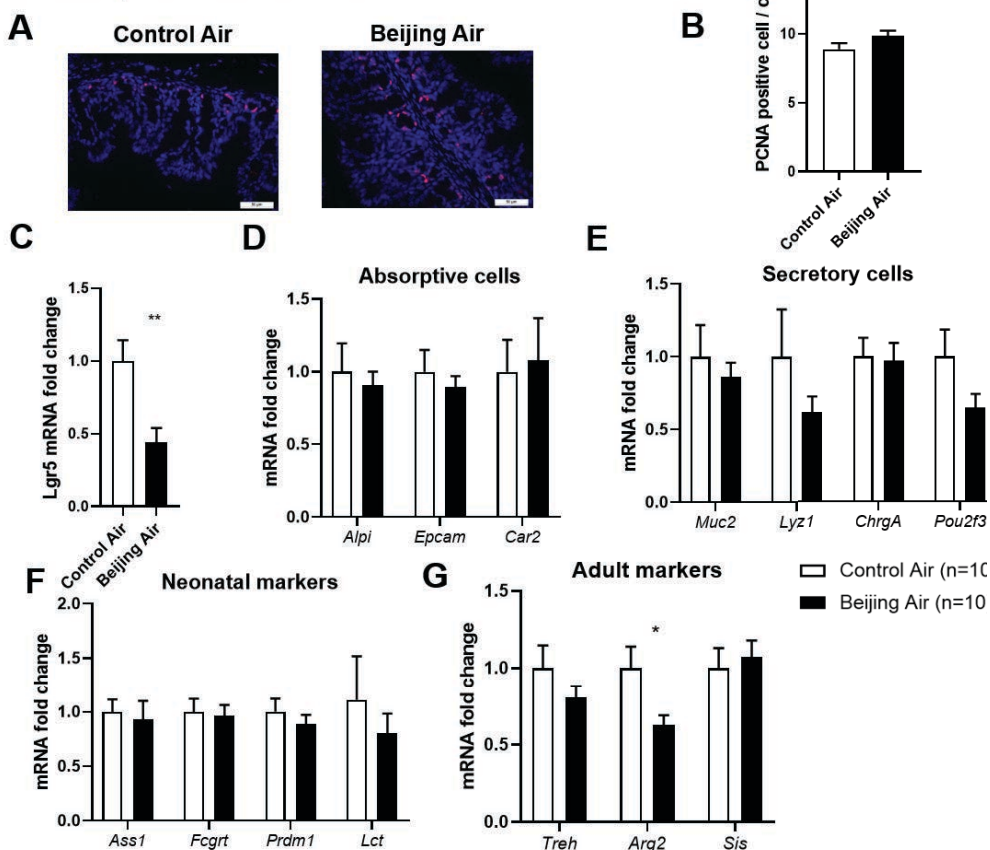 A
Control Air
Beijing Air
B
PCNA positive cell / c
10
5
0
Control Air
Beijing Air
C
Lgr5 mRNA fold change
1.5
1.0
0.5
0.0
**
Control Air
Beijing Air
D
Absorptive cells
mRNA fold change
1.5
1.0
0.5
0.0
Alpi
Epcam
Car2
E
Secretory cells
mRNA fold change
1.5
1.0
0.5
0.0
Muc2
Lyz1
ChrgA
Pou2f3
F
Neonatal markers
mRNA fold change
2.0
1.5
1.0
0.5
0.0
Ass1
Fcgrt
Prdm1
Lct
G
Adult markers
mRNA fold change
1.5
1.0
0.5
0.0
*
Treh
Arg2
Sis
Control Air (n=10
Beijing Air (n=10